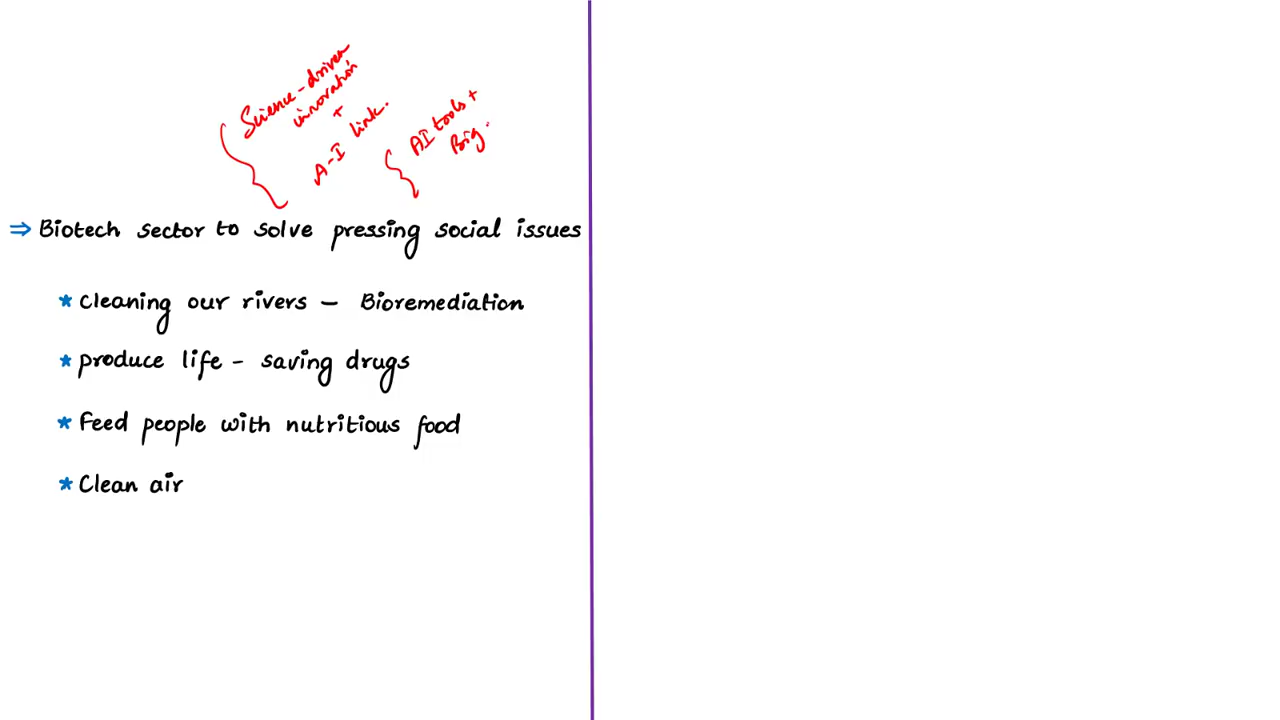 Science-driven
innovation
+
A-I link.
AI tools +
Big
⇒ Biotech sector to solve pressing social issues
* Cleaning our rivers – Bioremediation
* produce life - saving drugs
* Feed people with nutritious food
* Clean air